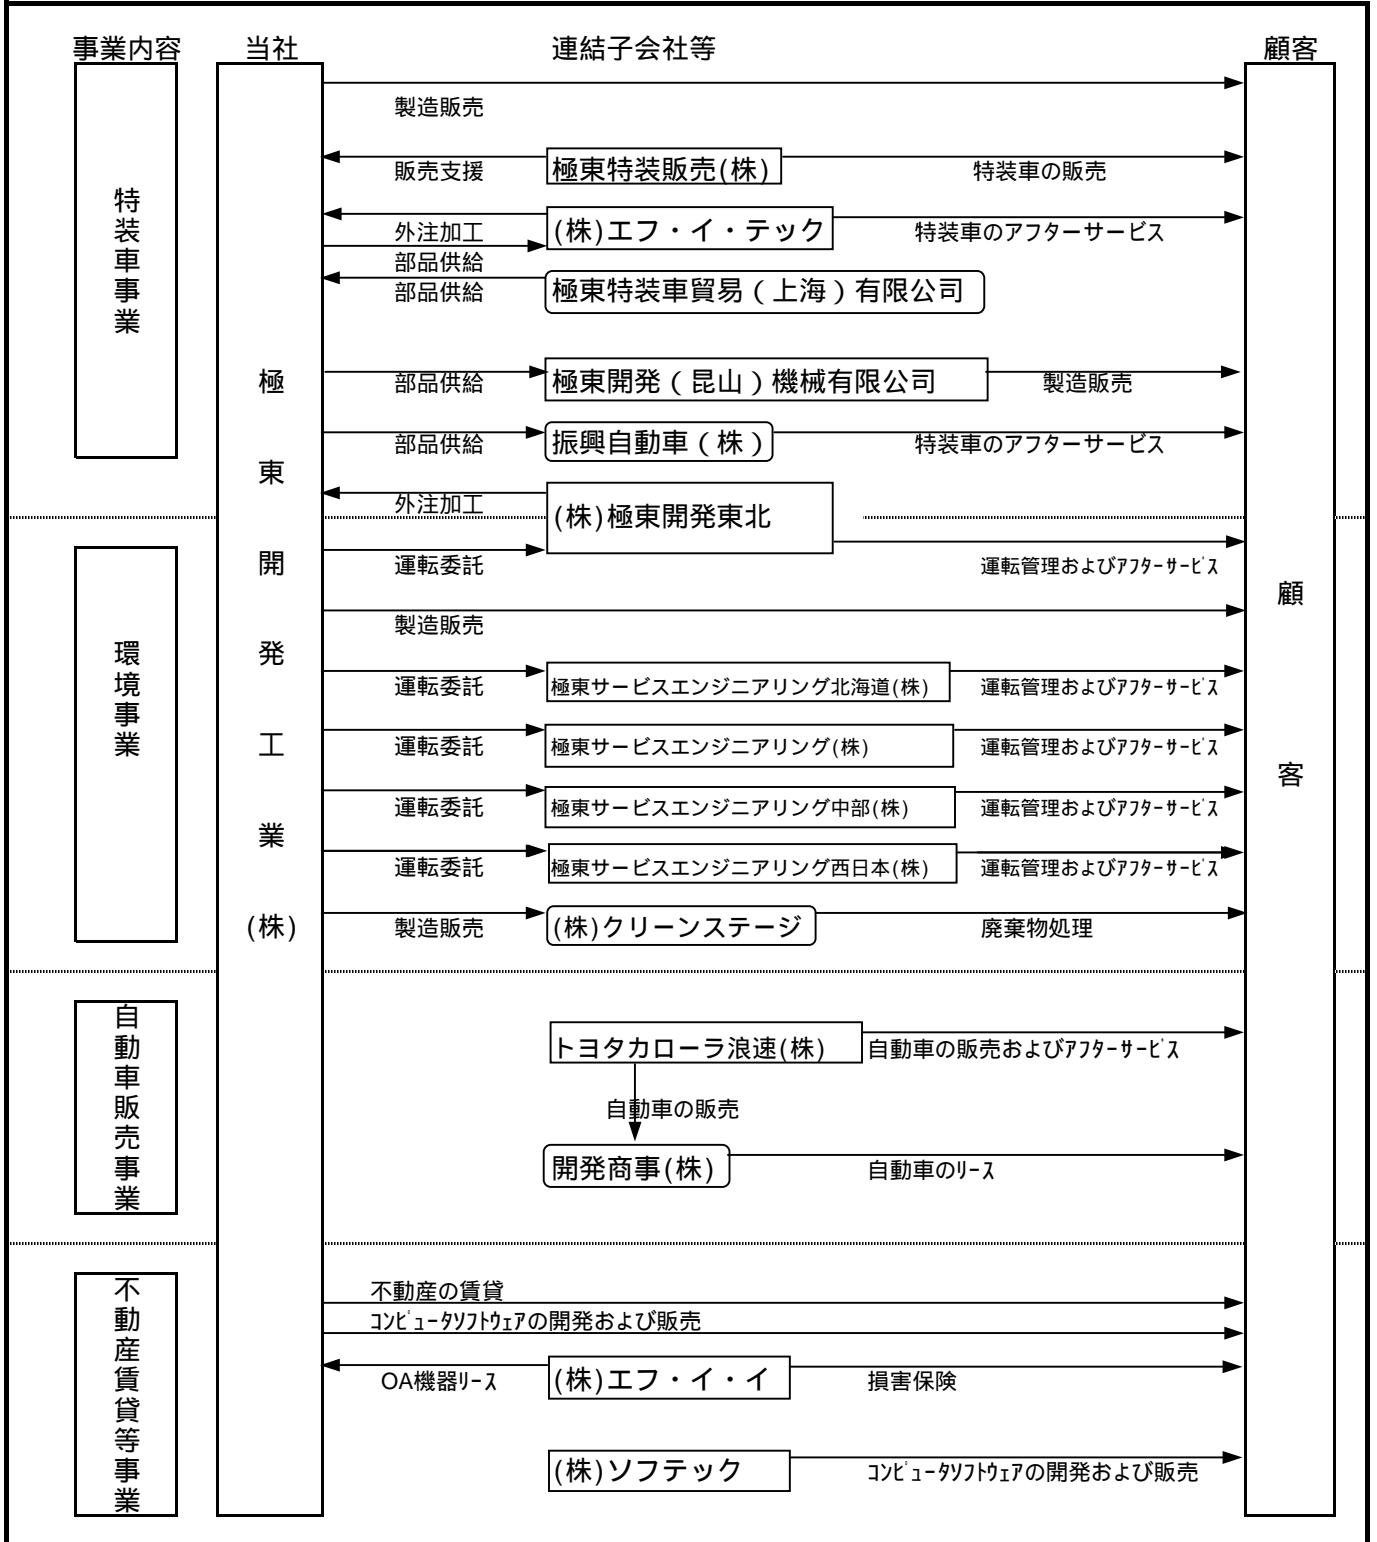 事業内容 当社 連結子会社等 顧客
特装車事業
極東開発工業(株)
顧客
製造販売
販売支援 極東特装販売(株) 特装車の販売
外注加工 (株)エフ・イ・テック 特装車のアフターサービス
部品供給
部品供給 極東特装車貿易(上海)有限公司
部品供給 極東開発(昆山)機械有限公司 製造販売
部品供給 振興自動車(株) 特装車のアフターサービス
外注加工 (株)極東開発東北
運転委託 運転管理およびｱﾌﾀｰｻｰﾋﾞｽ
環境事業
製造販売
運転委託 極東サービスエンジニアリング北海道(株) 運転管理およびｱﾌﾀｰｻｰﾋﾞｽ
運転委託 極東サービスエンジニアリング(株) 運転管理およびｱﾌﾀｰｻｰﾋﾞｽ
運転委託 極東サービスエンジニアリング中部(株) 運転管理およびｱﾌﾀｰｻｰﾋﾞｽ
運転委託 極東サービスエンジニアリング西日本(株) 運転管理およびｱﾌﾀｰｻｰﾋﾞｽ
製造販売 (株)クリーンステージ 廃棄物処理
自動車販売事業
トヨタカローラ浪速(株) 自動車の販売およびｱﾌﾀｰｻｰﾋﾞｽ
自動車の販売
開発商事(株) 自動車のﾘｰｽ
不動産賃貸等事業
不動産の賃貸
ｺﾝﾋﾟｭｰﾀｿﾌﾄｳｪｱの開発および販売
OA機器ﾘｰｽ (株)エフ・イ・イ 損害保険
(株)ソフテック ｺﾝﾋﾟｭｰﾀｿﾌﾄｳｪｱの開発および販売